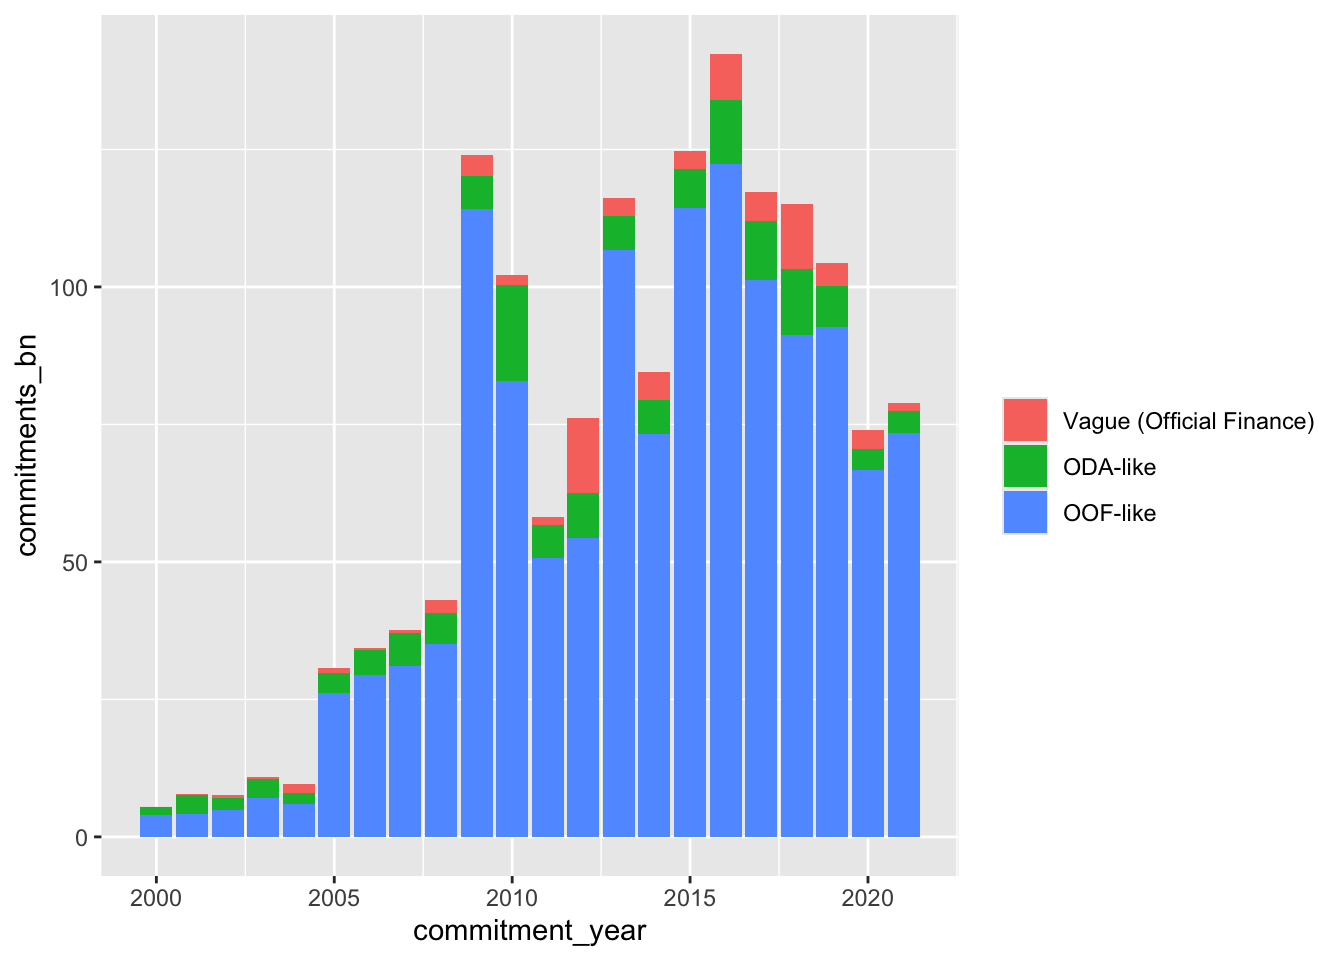 commitments_bn
100
50
0
2000 2005 2010 2015 2020
commitment_year
Vague (Official Finance)
ODA-like
OOF-like